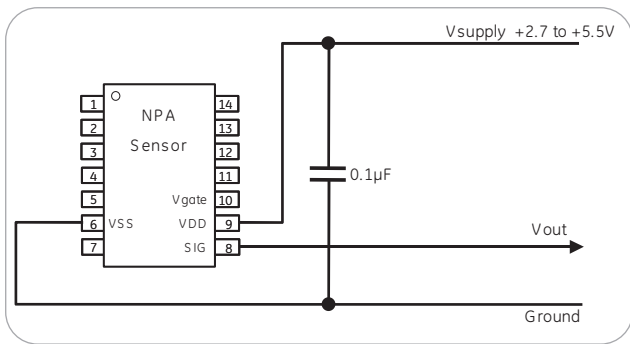 Vsupply +2.7 to +5.5V
1
14
NPA
2
13
Sensor
3
12
4
11
0.1µF
5
Vgate
10
6
VSS
VDD
9
7
SIG
8
Vout
Ground